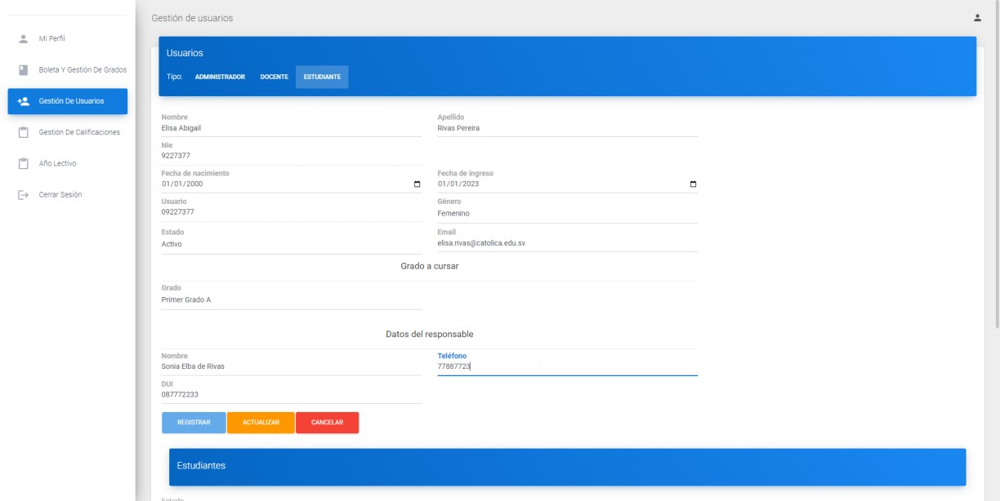 Gestión de usuarios
Mi Perfil
Boleta Y Gestión De Grados
Gestión De Usuarios
Gestión De Calificaciones
Año Lectivo
Cerrar Sesión
Usuarios
Tipo: ADMINISTRADOR DOCENTE ESTUDIANTE
Nombre Apellido
Elisa Abigail Rivas Pereira
Nie
9227377
Fecha de nacimiento Fecha de ingreso
01/01/2000 01/01/2023
Usuario Género
09227377 Femenino
Estado Email
Activo elisa.rivas@catolica.edu.sv
Grado a cursar
Grado
Primer Grado A
Datos del responsable
Nombre Teléfono
Sonia Elba de Rivas 77887723
DUI
087772233
REGISTRAR ACTUALIZAR CANCELAR
Estudiantes
Estado